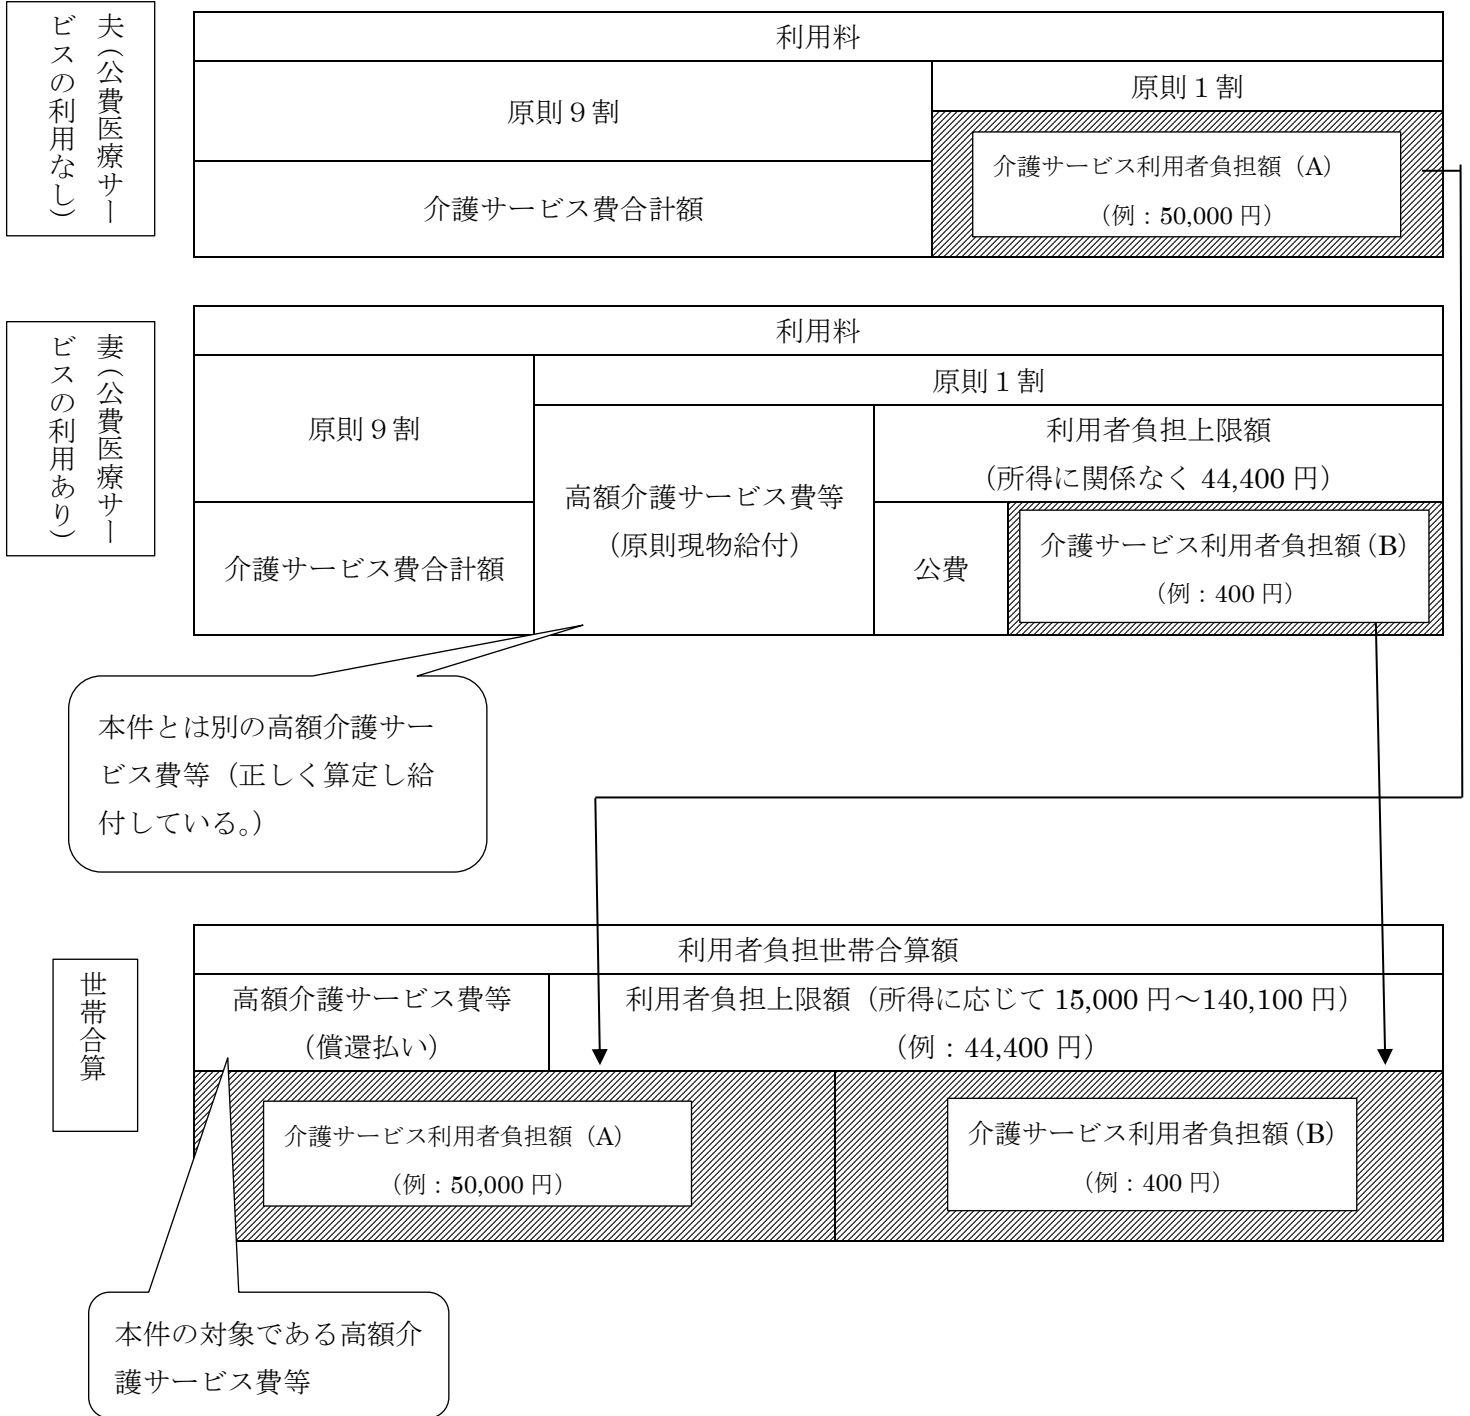 夫（公費医療サー
ビスの利用なし）
利用料
原則９割
原則１割
介護サービス費合計額
介護サービス利用者負担額（A）
（例：50,000 円）
妻（公費医療サー
ビスの利用あり）
利用料
原則９割
原則１割
介護サービス費合計額
高額介護サービス費等
（原則現物給付）
利用者負担上限額
（所得に関係なく 44,400 円）
公費
介護サービス利用者負担額（B）
（例：400 円）
本件とは別の高額介護サー
ビス費等（正しく算定し給
付している。）
世帯合算
利用者負担世帯合算額
高額介護サービス費等
（償還払い）
利用者負担上限額（所得に応じて 15,000 円～140,100 円）
（例：44,400 円）
介護サービス利用者負担額（A）
（例：50,000 円）
介護サービス利用者負担額（B）
（例：400 円）
本件の対象である高額介
護サービス費等